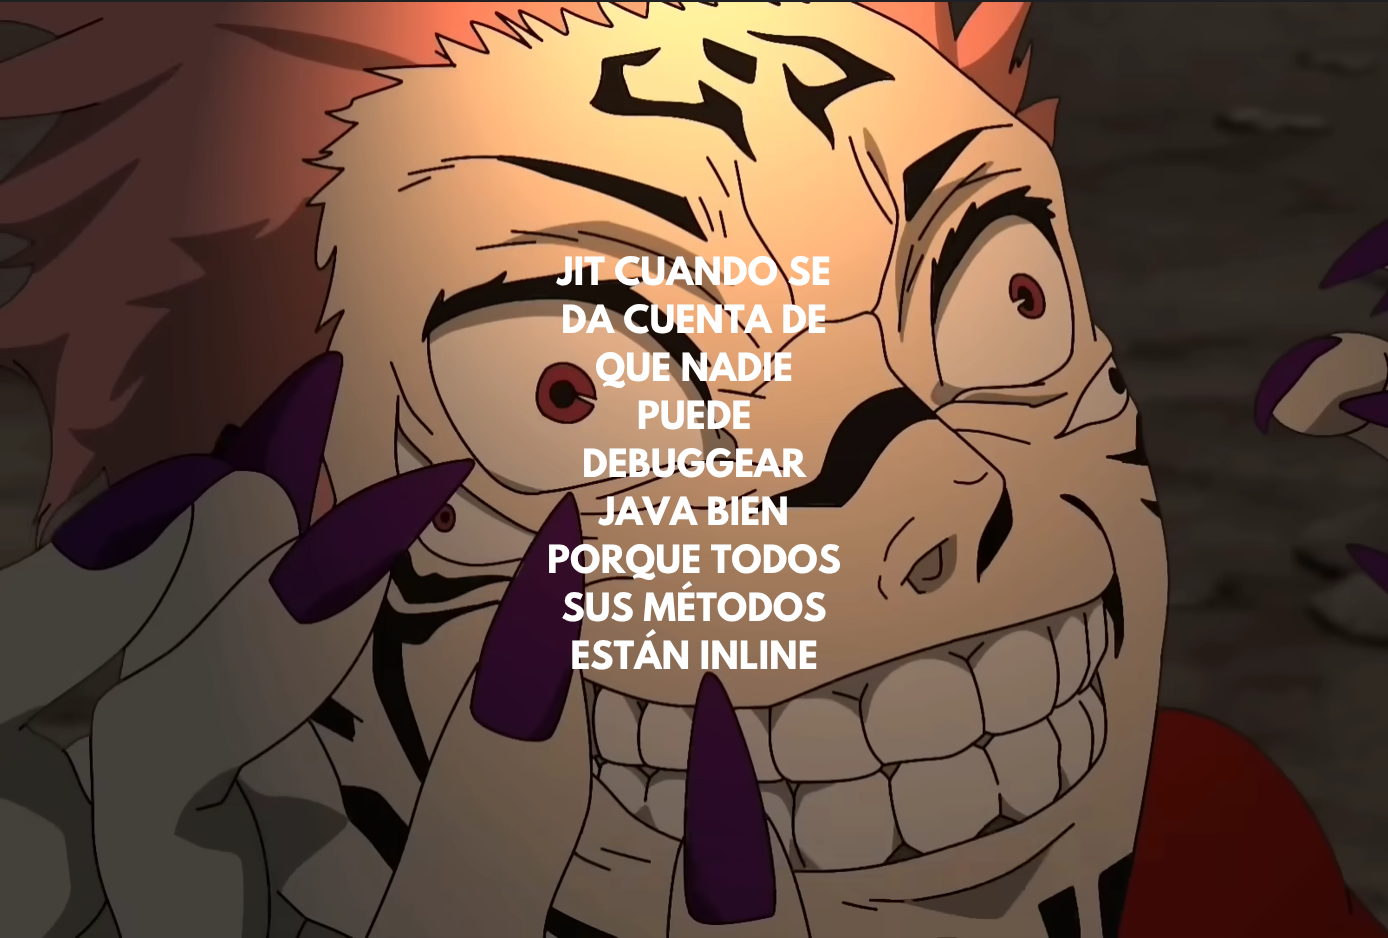 JIT CUANDO SE
DA CUENTA DE
QUE NADIE
PUEDE
DEBUGGEAR
JAVA BIEN
PORQUE TODOS
SUS MÉTODOS
ESTÁN INLINE